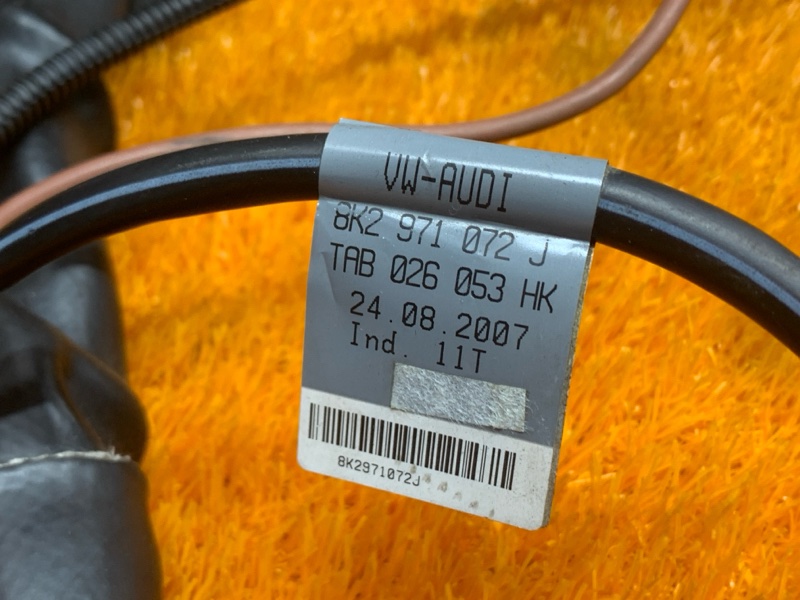 VW-AUDI
8K2 971 072 J
TAB 026 053 HK
24.08.2007
Ind. 11T
8K2971072J